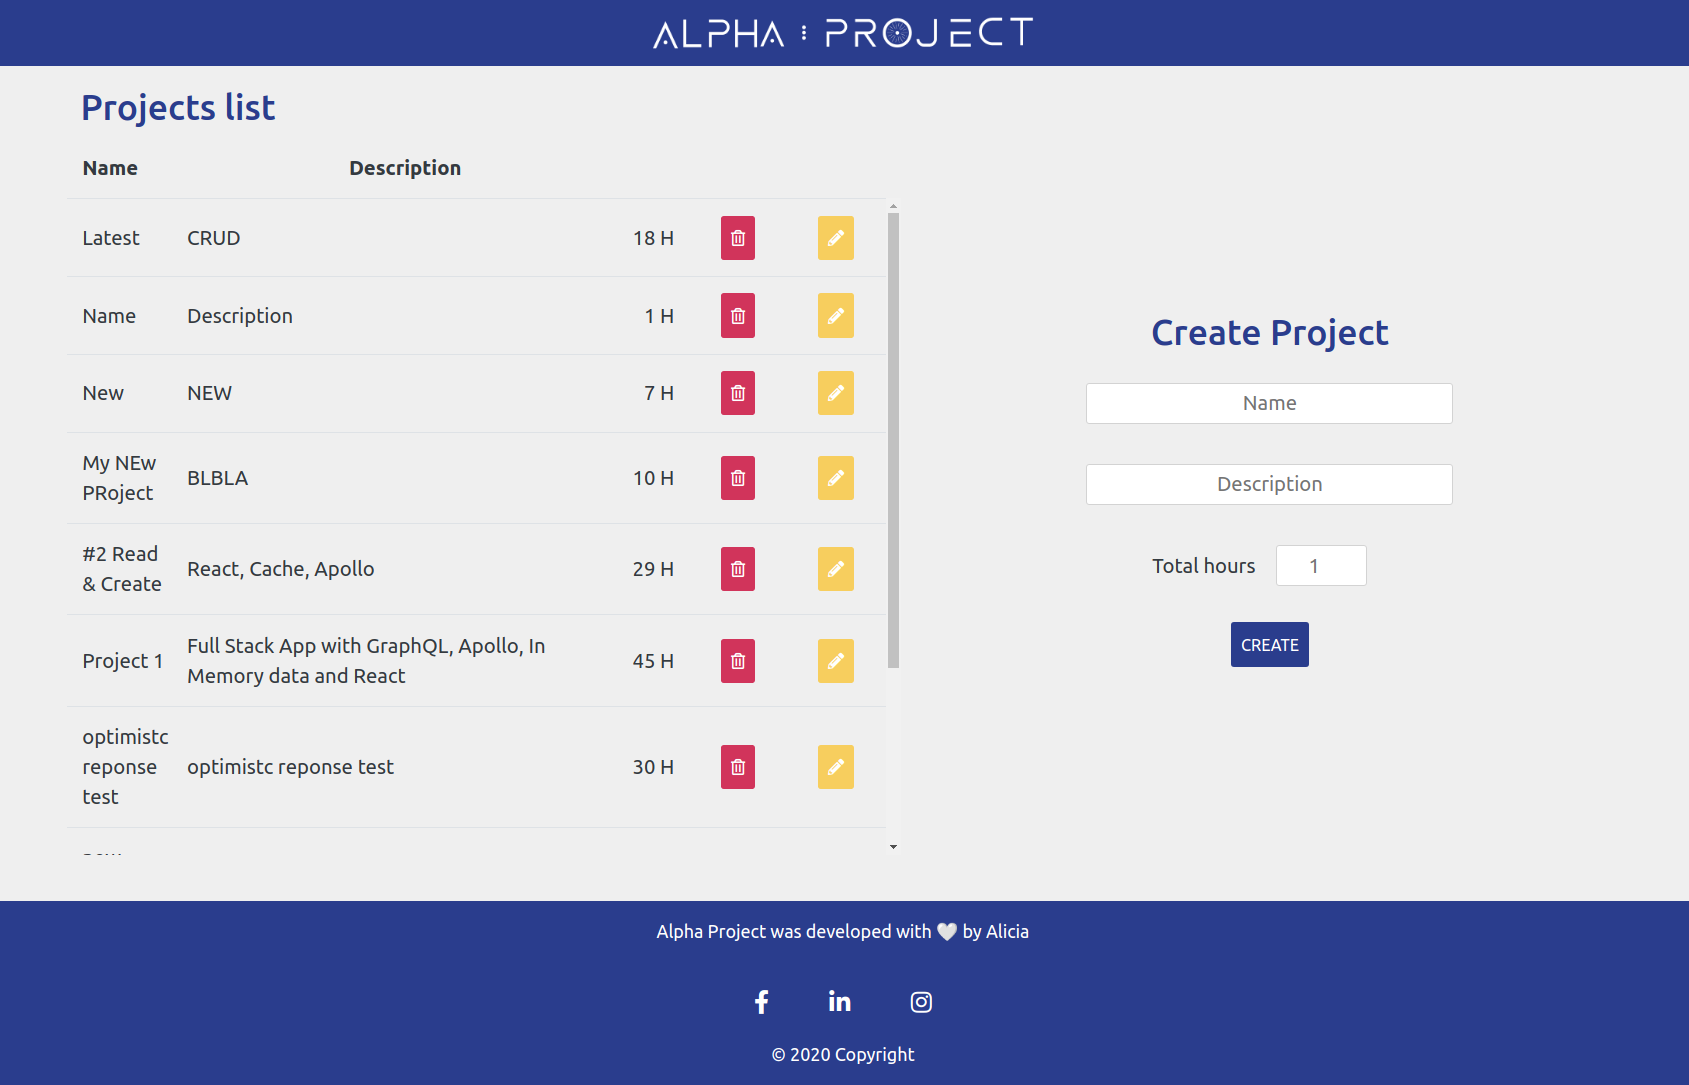 ALPHA : PROJECT
Projects list
Name Description
Latest CRUD 18 H
Name Description 1 H
New NEW 7 H
My NEw
PRoject
BLBLA 10 H
#2 Read
& Create
React, Cache, Apollo 29 H
Project 1
Full Stack App with GraphQL, Apollo, In
Memory data and React
45 H
optimistc
reponse
test
optimistc reponse test 30 H
Create Project
Name
Description
Total hours 1
CREATE
Alpha Project was developed with 🤍 by Alicia
© 2020 Copyright